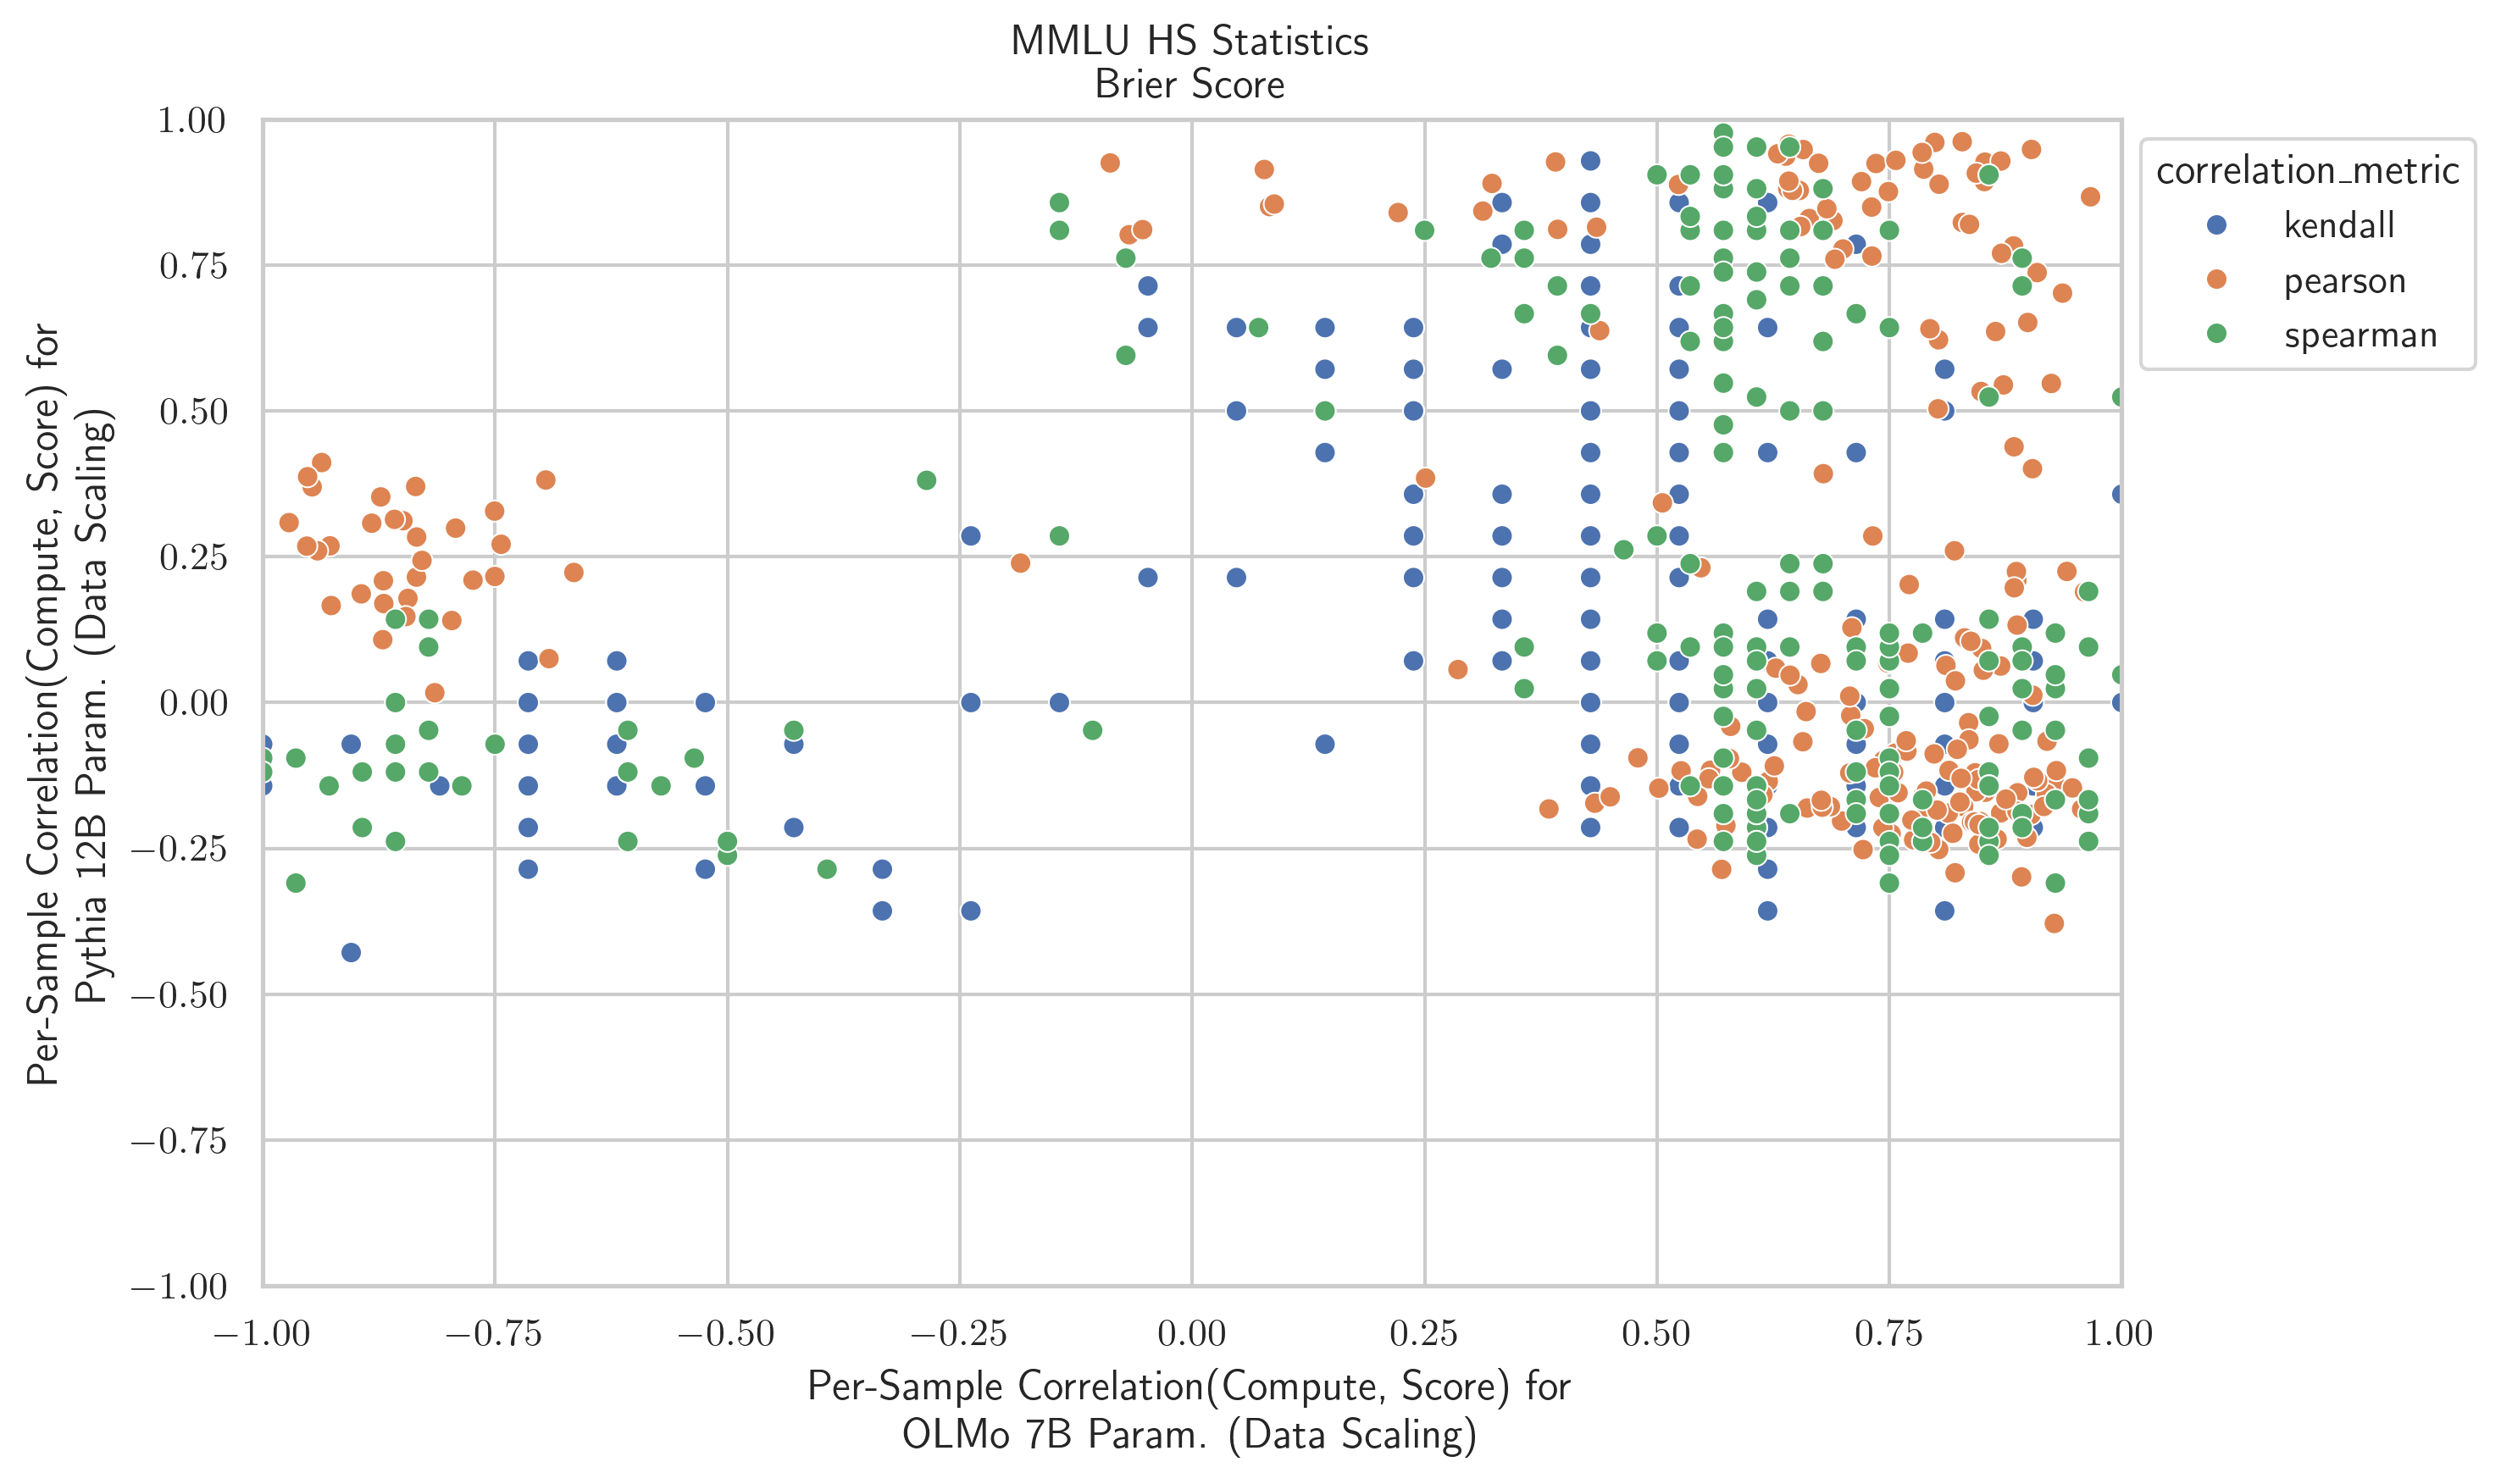 MMLU HS Statistics
Brier Score
Per-Sample Correlation(Compute, Score) for
Pythia 12B Param. (Data Scaling)
1.00
0.75
0.50
0.25
0.00
−0.25
−0.50
−0.75
−1.00
−1.00
−0.75
−0.50
−0.25
0.00
0.25
0.50
0.75
1.00
Per-Sample Correlation(Compute, Score) for
OLMo 7B Param. (Data Scaling)
correlation_metric
kendall
pearson
spearman